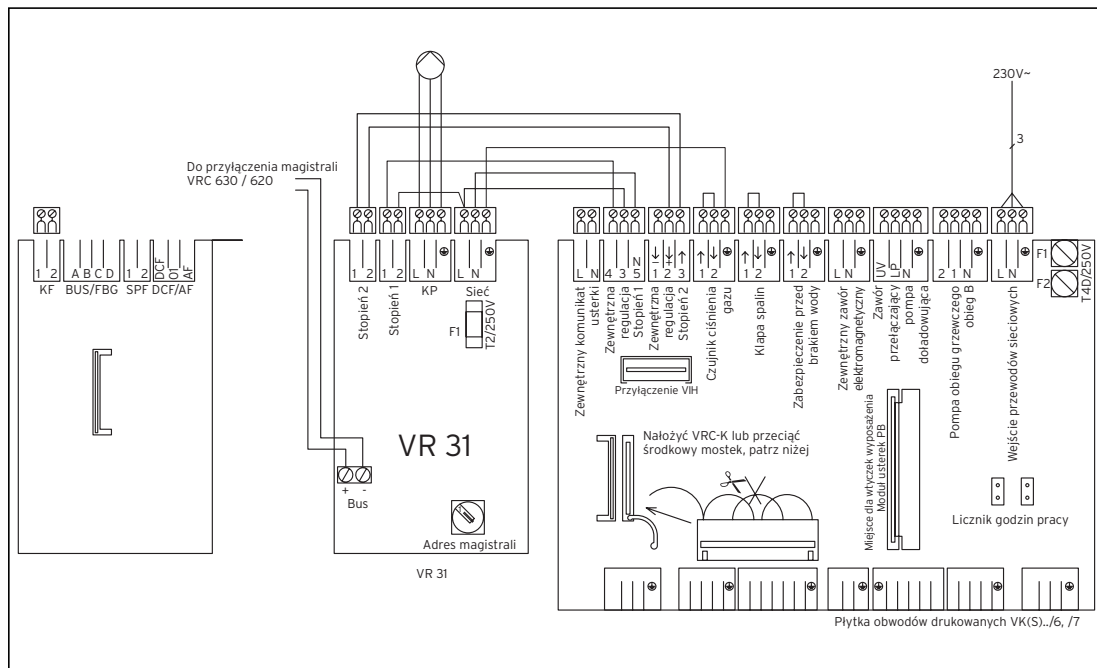 230V~
3
Do przyłączenia magistrali
VRC 630 / 620
1 2
KF
A B C D
BUS/FBG
1 2
SPF
DCF
01
AF
DCF/AF
1 2
Stopień 2
1 2
Stopień 1
L N
KP
L N
Sieć
F1
T2/250V
VR 31
+ -
Bus
Adres magistrali
VR 31
L N
Zewnętrzny komunikat
usterki
4 3 5 N
Zewnętrzna
regulacja
Stopień 1
1 2 3
- +
Zewnętrzna
regulacja
Stopień 2
1 2
Czujnik ciśnienia
gazu
1 2
Klapa spalin
1 2
Zabezpieczenie przed
brakiem wody
L N
Zewnętrzny zawór
elektromagnetyczny
UV LP N
Zawór
przełączający
pompa
doładowująca
2 1 N
Pompa obiegu grzewczego
obieg B
L N
Wejście przewodów sieciowych
F1
F2
T4D/250V
Przyłączenie VIH
Nałożyć VRC-K lub przeciąć
środkowy mostek, patrz niżej
Miejsce dla wtyczek wyposażenia
Moduł usterek PB
Licznik godzin pracy
Płytka obwodów drukowanych VK(S)../6, /7